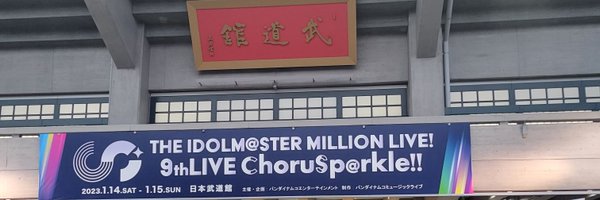 武道館
THE IDOLM@STER MILLION LIVE!
9thLIVE ChoruSp@rkle!!
2023.1.14.SAT - 1.15.SUN 日本武道館 主催・企画：バンダイナムコエンターテインメント 制作：バンダイナムコミュージックライブ